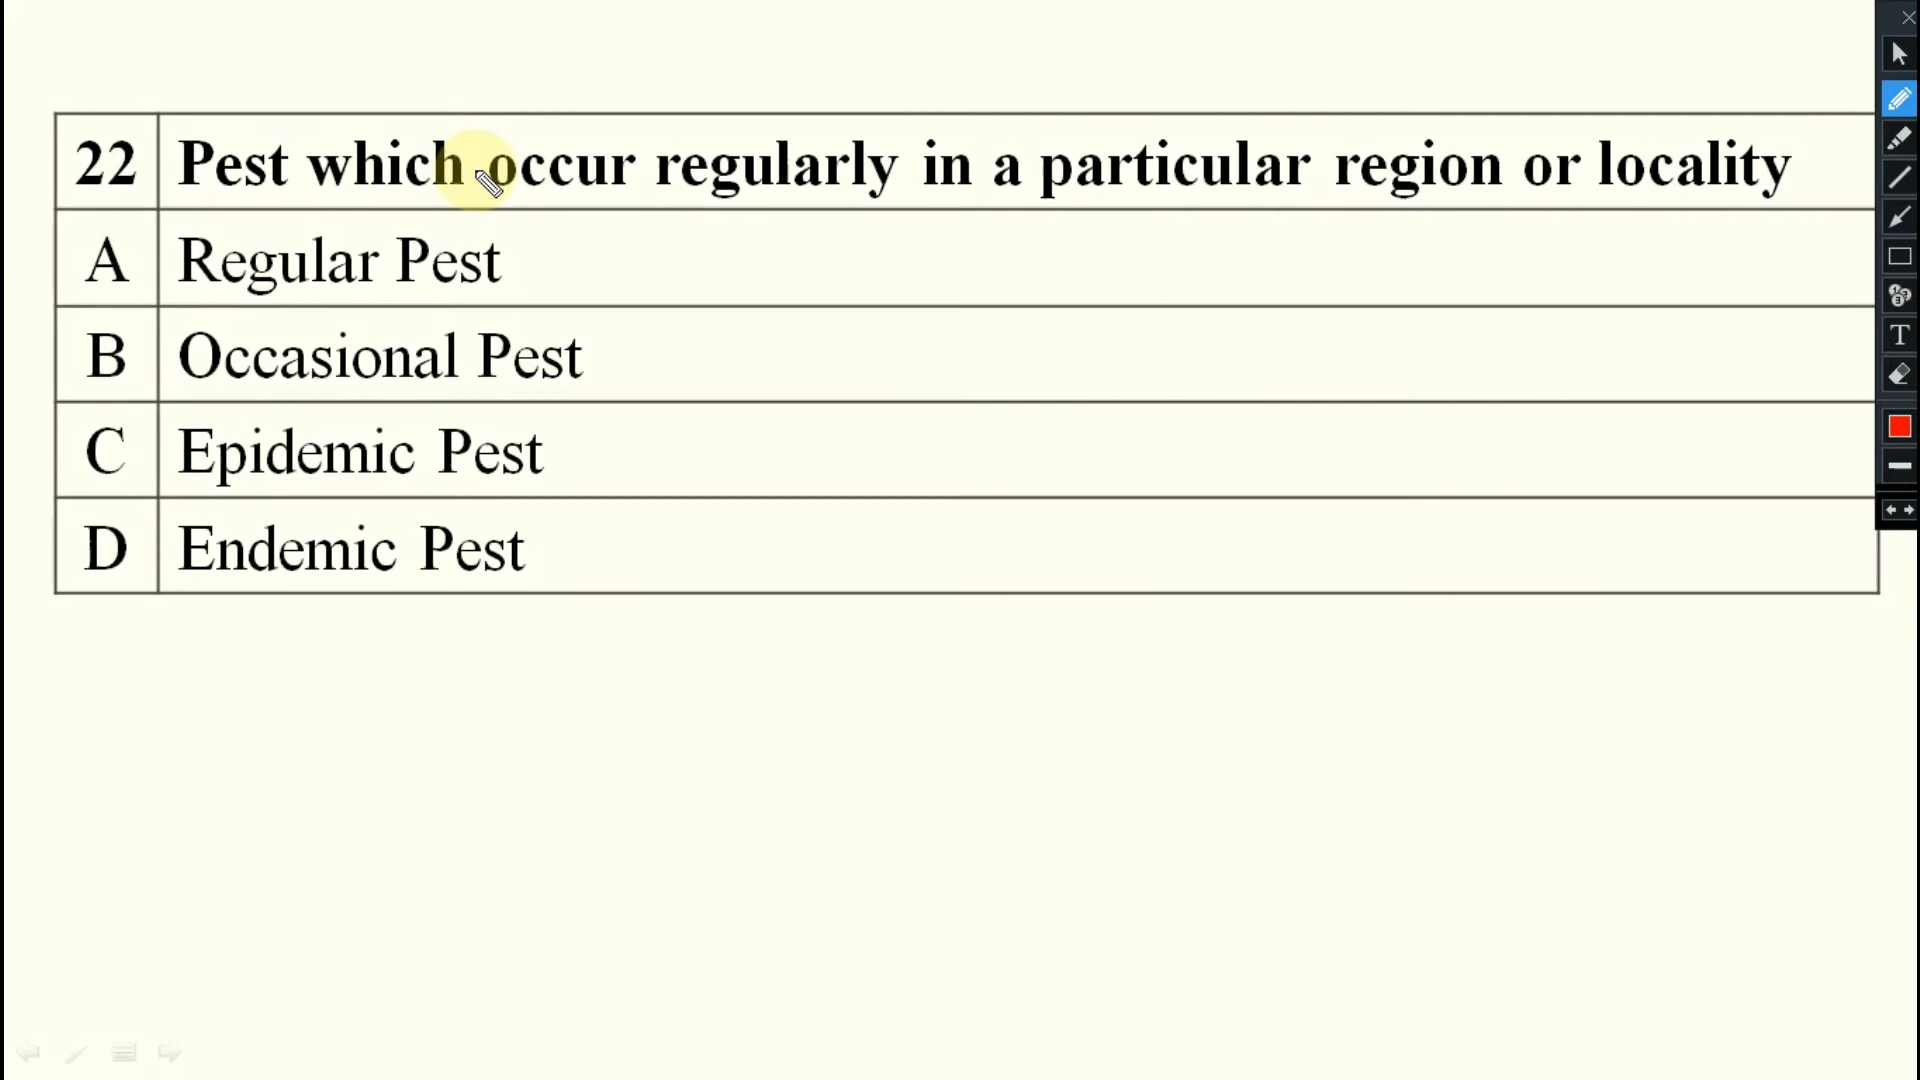 22 Pest which occur regularly in a particular region or locality
A Regular Pest
B Occasional Pest
C Epidemic Pest
D Endemic Pest
T